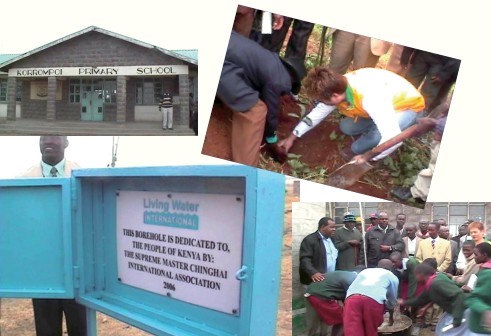 KORROMPOI PRIMARY SCHOOL
Living Water
INTERNATIONAL
THIS BOREHOLE IS DEDICATED TO,
THE PEOPLE OF KENYA BY:
THE SUPREME MASTER CHINGHAI
INTERNATIONAL ASSOCIATION
2006